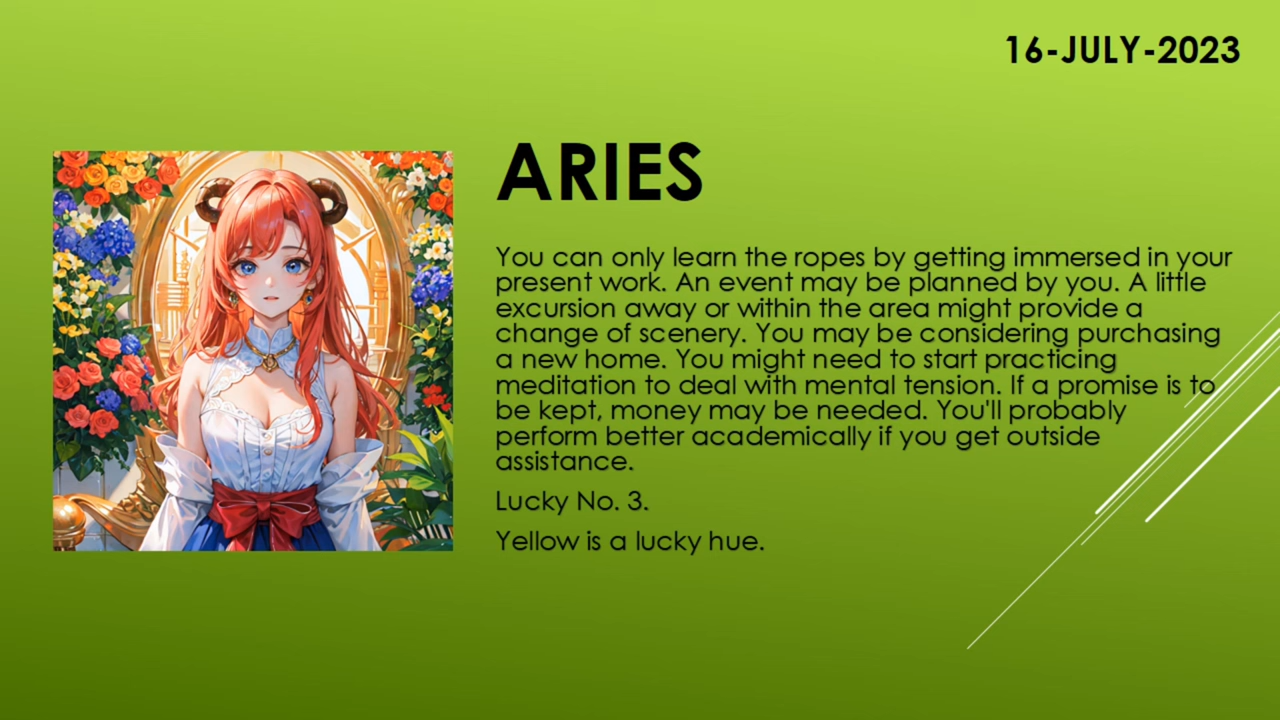 16-JULY-2023
ARIES
You can only learn the ropes by getting immersed in your
present work. An event may be planned by you. A little
excursion away or within the area might provide a
change of scenery. You may be considering purchasing
a new home. You might need to start practicing
meditation to deal with mental tension. If a promise is to
be kept, money may be needed. You'll probably
perform better academically if you get outside
assistance.
Lucky No. 3.
Yellow is a lucky hue.